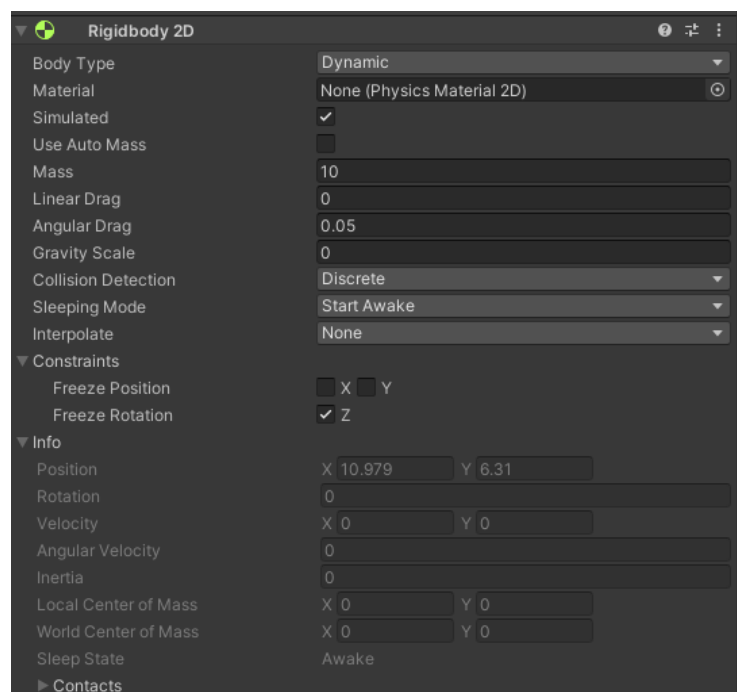 Rigidbody 2D
Body Type Dynamic
Material None (Physics Material 2D)
Simulated
Use Auto Mass
Mass 10
Linear Drag 0
Angular Drag 0.05
Gravity Scale 0
Collision Detection Discrete
Sleeping Mode Start Awake
Interpolate None
Constraints
Freeze Position X Y
Freeze Rotation Z
Info
Position X 10.979 Y 6.31
Rotation 0
Velocity X 0 Y 0
Angular Velocity 0
Inertia 0
Local Center of Mass X 0 Y 0
World Center of Mass X 0 Y 0
Sleep State Awake
Contacts